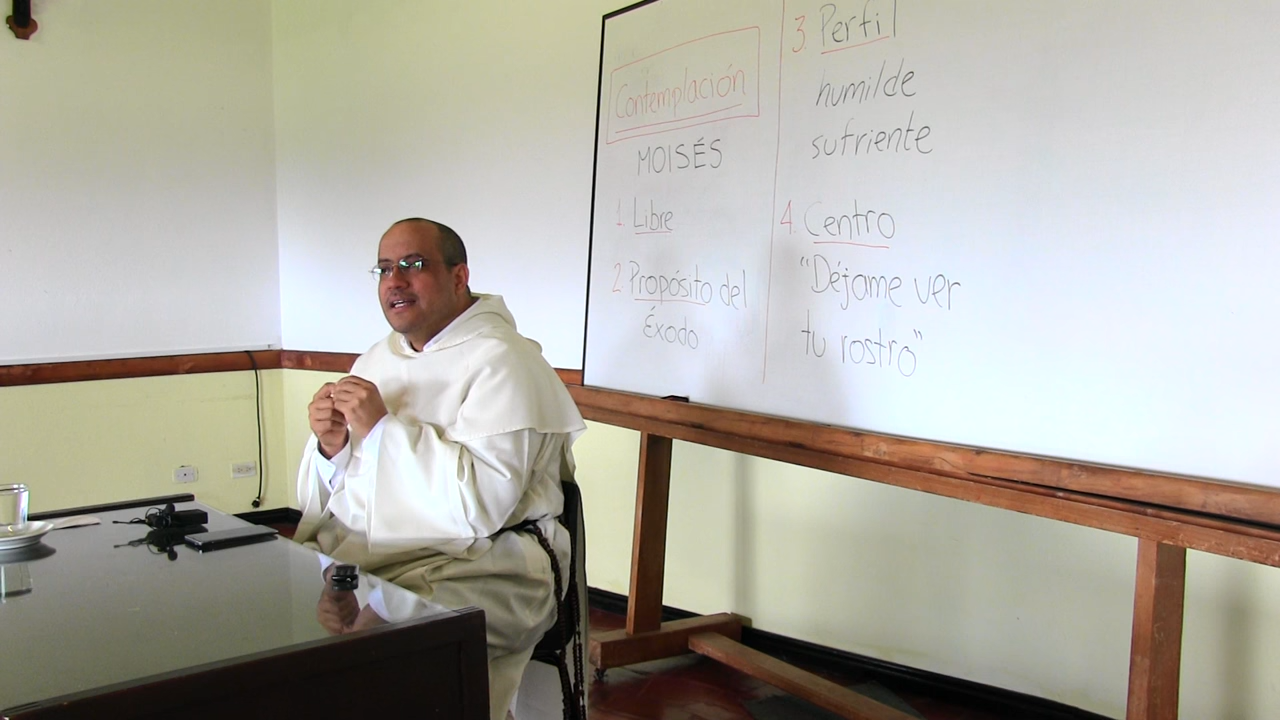 Contemplación
MOISÉS
1. Libre
2. Propósito del
Éxodo
3. Perfil
humilde
sufriente
4. Centro
"Déjame ver
tu rostro"